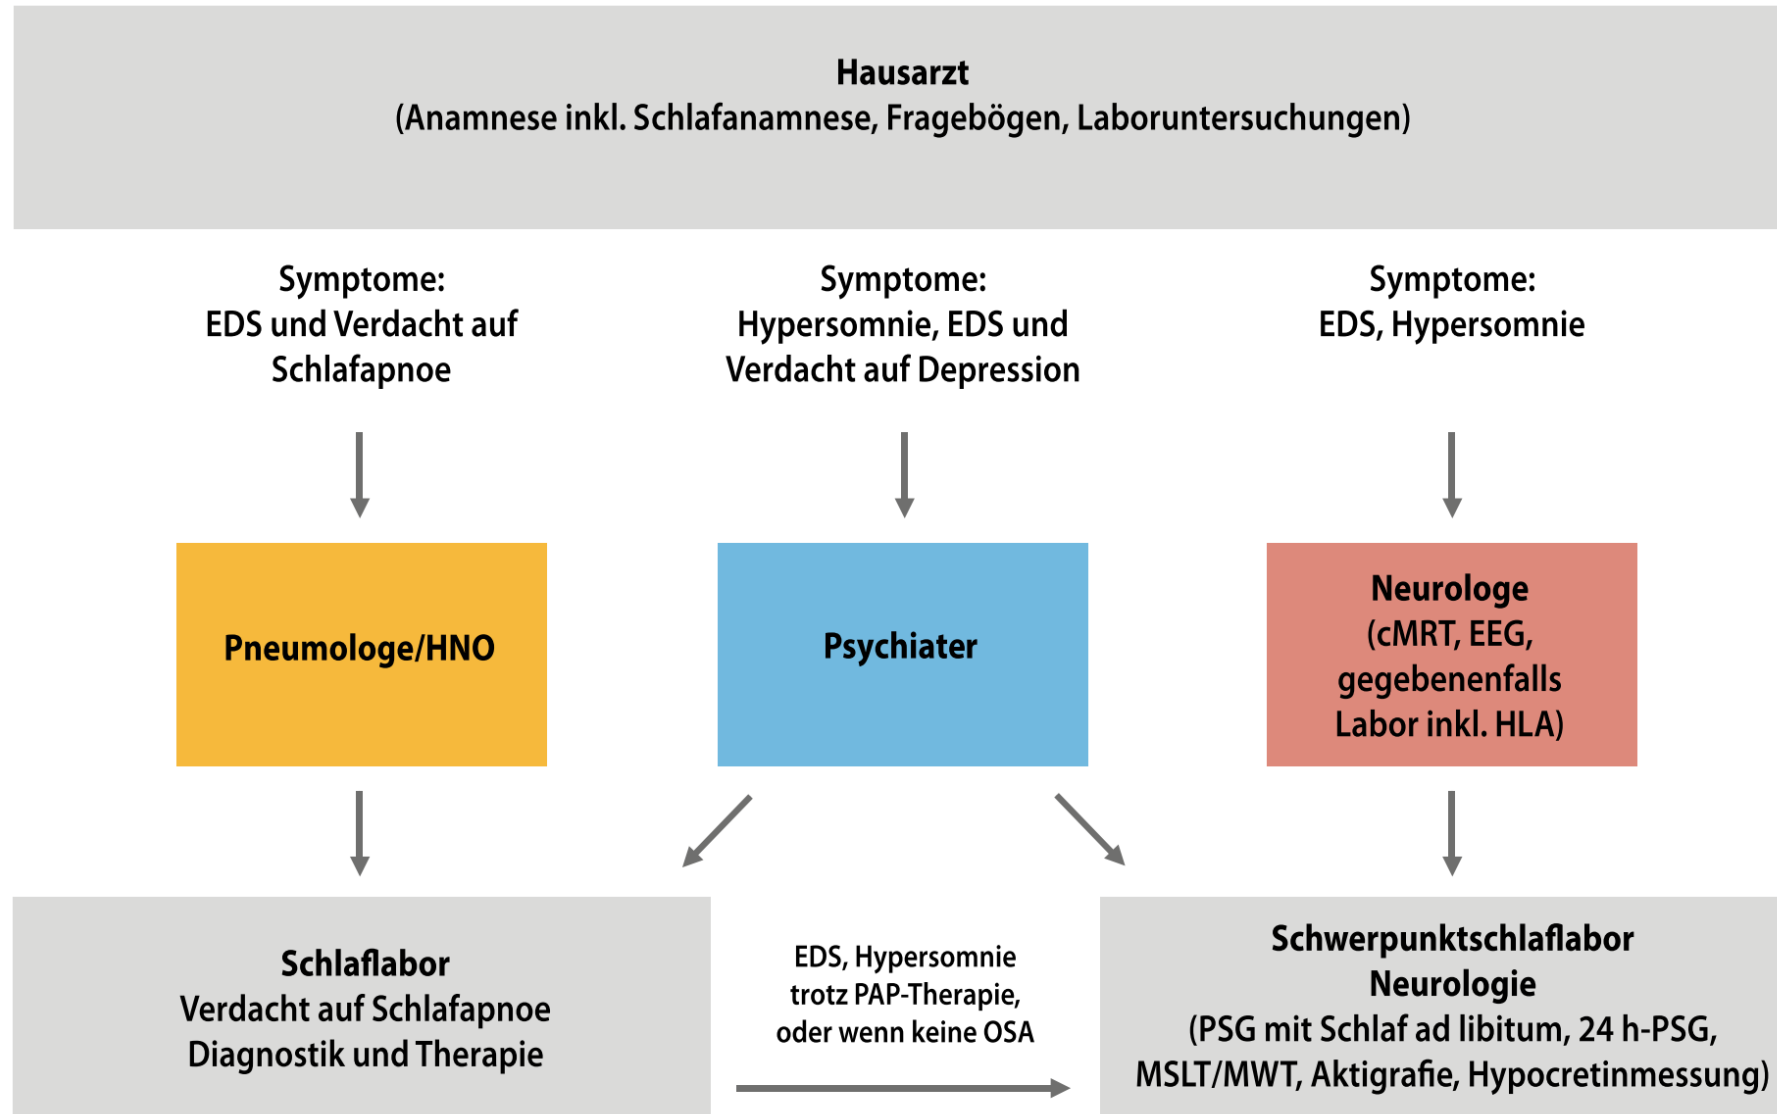 Hausarzt
(Anamnese inkl. Schlafanamnese, Fragebögen, Laboruntersuchungen)
Symptome:
EDS und Verdacht auf
Schlafapnoe
Symptome:
Hypersomnie, EDS und
Verdacht auf Depression
Symptome:
EDS, Hypersomnie
Pneumologe/HNO
Psychiater
Neurologe
(cMRT, EEG,
gegebenenfalls
Labor inkl. HLA)
Schlaflabor
Verdacht auf Schlafapnoe
Diagnostik und Therapie
EDS, Hypersomnie
trotz PAP-Therapie,
oder wenn keine OSA
Schwerpunktschlaflabor
Neurologie
(PSG mit Schlaf ad libitum, 24 h-PSG,
MSLT/MWT, Aktigrafie, Hypocretinmessung)